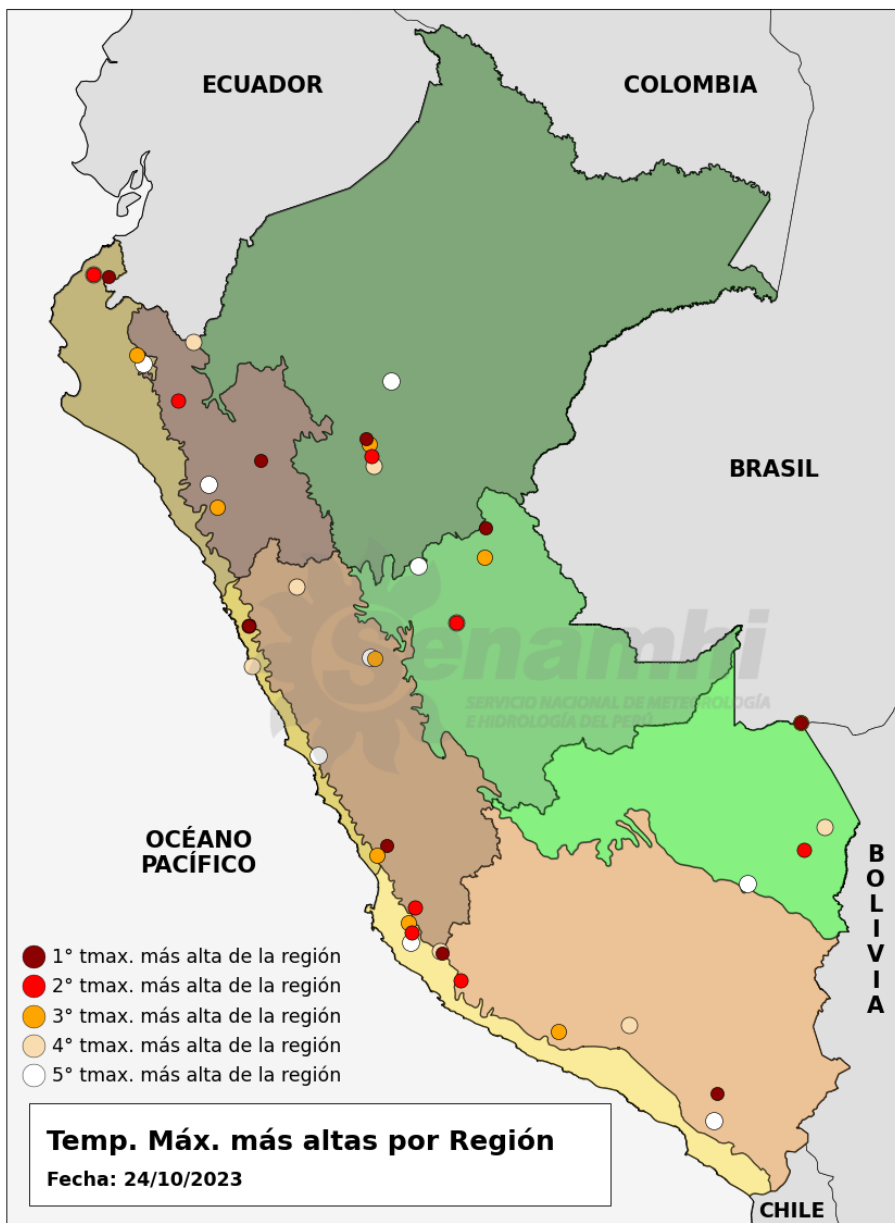 ECUADOR
COLOMBIA
BRASIL
Senamhi
SERVICIO NACIONAL DE METEOROLOGÍA
E HIDROLOGÍA DEL PERÚ
OCÉANO
PACÍFICO
B
O
L
I
V
I
A
1° tmax. más alta de la región
2° tmax. más alta de la región
3° tmax. más alta de la región
4° tmax. más alta de la región
5° tmax. más alta de la región
Temp. Máx. más altas por Región
Fecha: 24/10/2023
CHILE